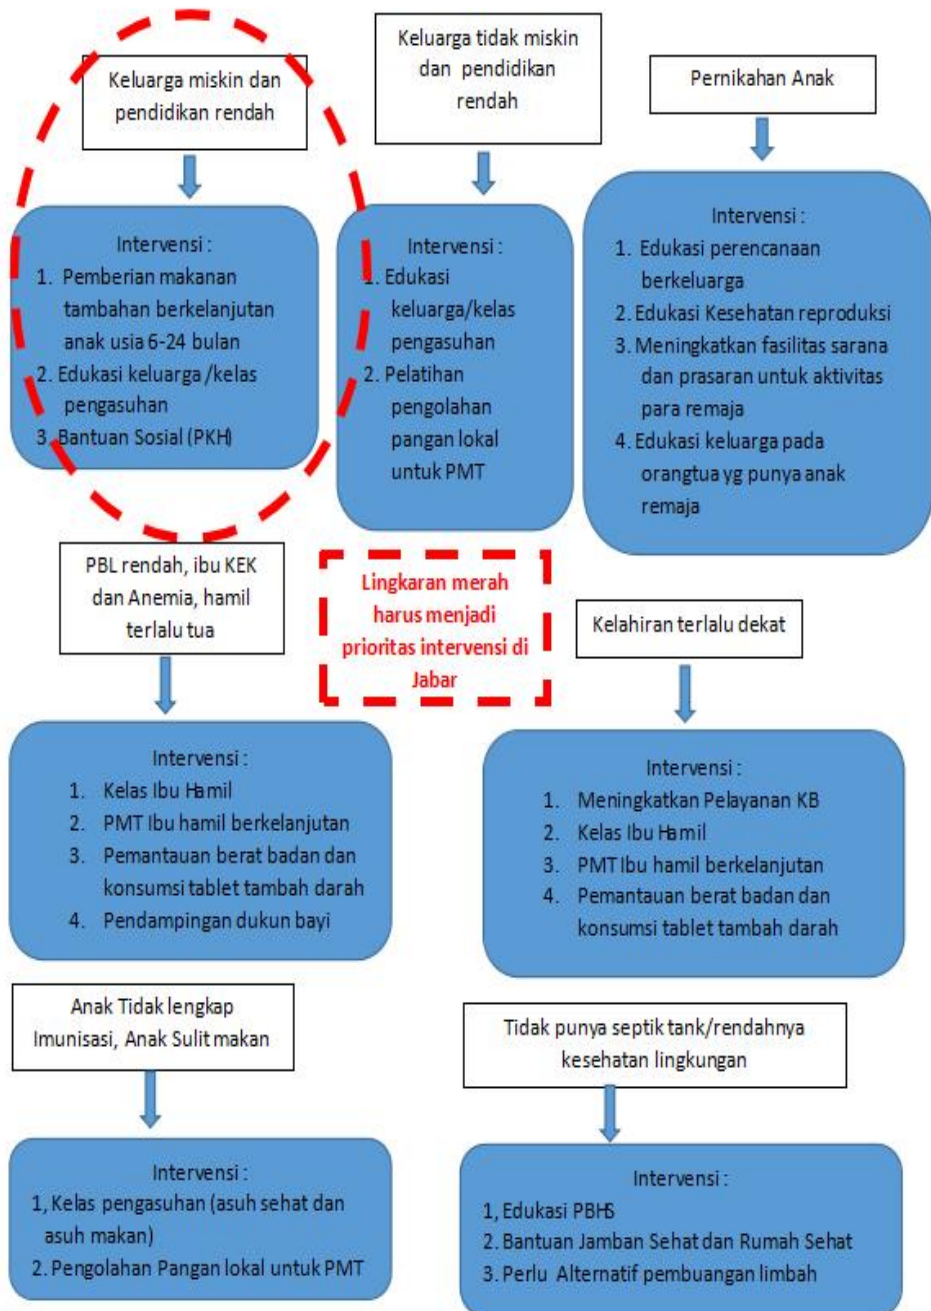 Keluarga miskin dan
pendidikan rendah
Keluarga tidak miskin
dan pendidikan
rendah
Pernikahan Anak
Intervensi :
1. Pemberian makanan
tambahan berkelanjutan
anak usia 6-24 bulan
2. Edukasi keluarga /kelas
pengasuhan
3. Bantuan Sosial (PKH)
Intervensi :
1. Edukasi
keluarga/kelas
pengasuhan
2. Pelatihan
pengolahan
pangan lokal
untuk PMT
Intervensi :
1. Edukasi perencanaan
berkeluarga
2. Edukasi Kesehatan reproduksi
3. Meningkatkan fasilitas sarana
dan prasaran untuk aktivitas
para remaja
4. Edukasi keluarga pada
orangtua yg punya anak
remaja
PBL rendah, ibu KEK
dan Anemia, hamil
terlalu tua
Lingkaran merah
harus menjadi
prioritas intervensi di
Jabar
Kelahiran terlalu dekat
Intervensi :
1. Kelas Ibu Hamil
2. PMT Ibu hamil berkelanjutan
3. Pemantauan berat badan dan
konsumsi tablet tambah darah
4. Pendampingan dukun bayi
Intervensi :
1. Meningkatkan Pelayanan KB
2. Kelas Ibu Hamil
3. PMT Ibu hamil berkelanjutan
4. Pemantauan berat badan dan
konsumsi tablet tambah darah
Anak Tidak lengkap
Imunisasi, Anak Sulit makan
Tidak punya septik tank/rendahnya
kesehatan lingkungan
Intervensi :
1, Kelas pengasuhan (asuh sehat dan
asuh makan)
2. Pengolahan Pangan lokal untuk PMT
Intervensi :
1, Edukasi PBHS
2. Bantuan Jamban Sehat dan Rumah Sehat
3. Perlu Alternatif pembuangan limbah